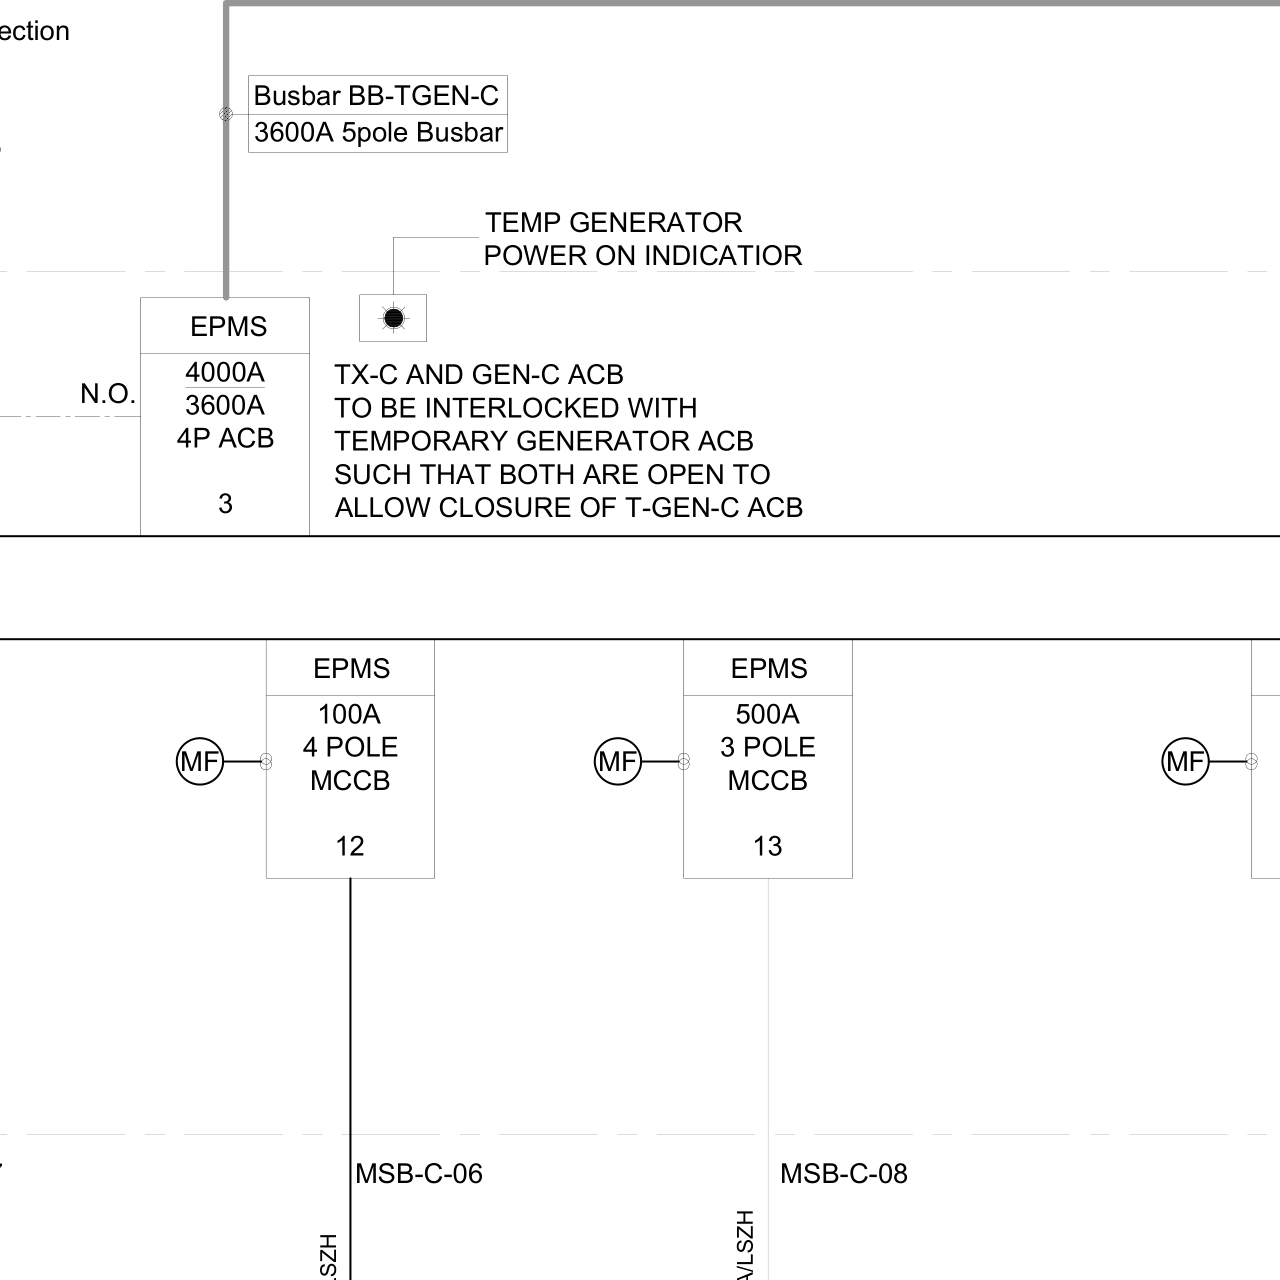 ection
Busbar BB-TGEN-C
3600A 5pole Busbar
TEMP GENERATOR
POWER ON INDICATIOR
EPMS
4000A
3600A
4P ACB
3
N.O.
TX-C AND GEN-C ACB
TO BE INTERLOCKED WITH
TEMPORARY GENERATOR ACB
SUCH THAT BOTH ARE OPEN TO
ALLOW CLOSURE OF T-GEN-C ACB
EPMS
100A
4 POLE
MCCB
12
MF
EPMS
500A
3 POLE
MCCB
13
MF
MF
MSB-C-06
MSB-C-08
LSZH
A/LSZH